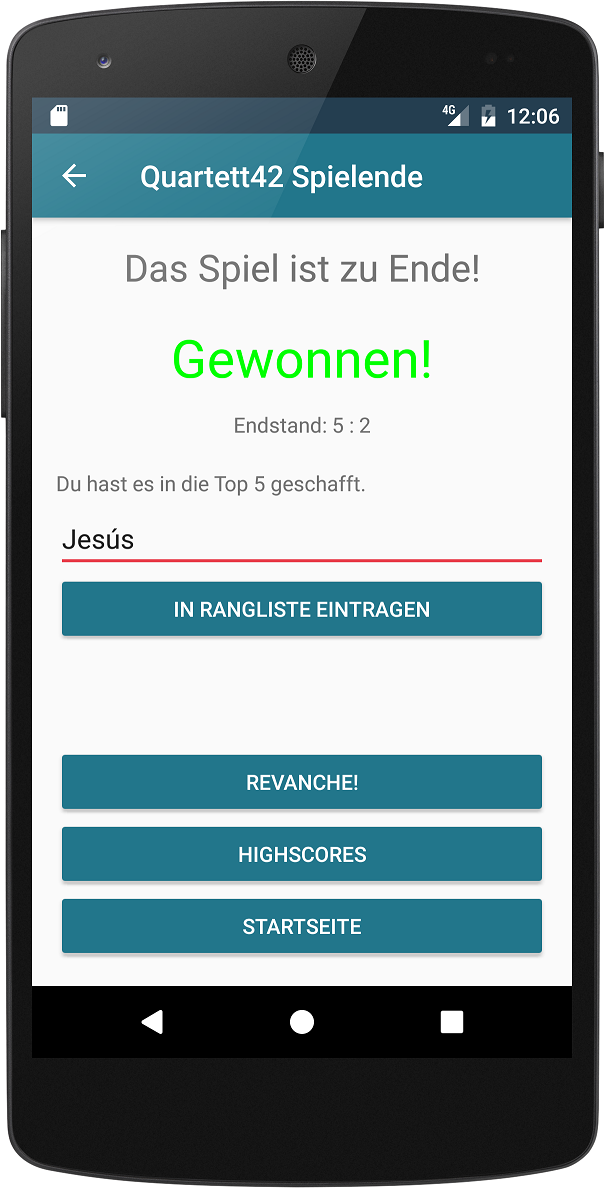 4G 12:06
Quartett42 Spielende
Das Spiel ist zu Ende!
Gewonnen!
Endstand: 5 : 2
Du hast es in die Top 5 geschafft.
Jesús
IN RANGLISTE EINTRAGEN
REVANCHE!
HIGHSCORES
STARTSEITE